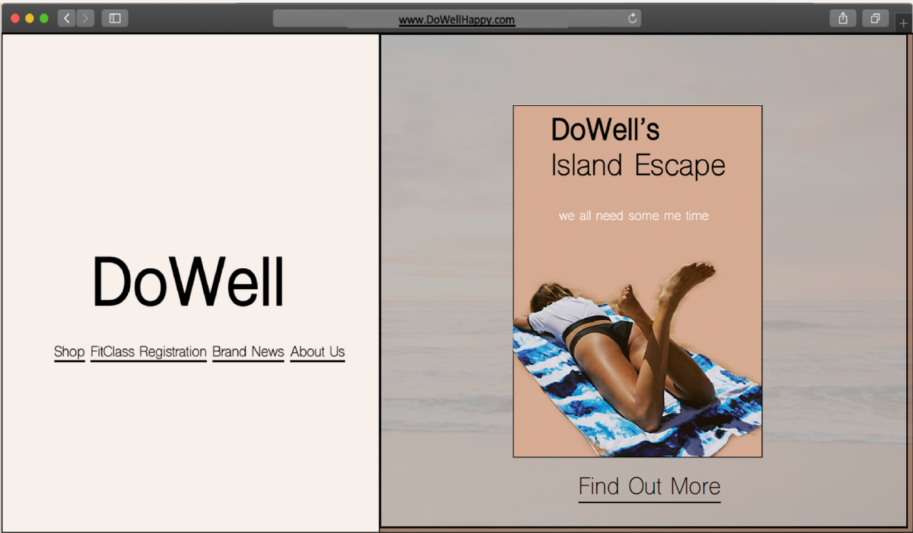 www.DoWellHappy.com
DoWell
Shop FitClass Registration Brand News About Us
DoWell's
Island Escape
we all need some me time
Find Out More